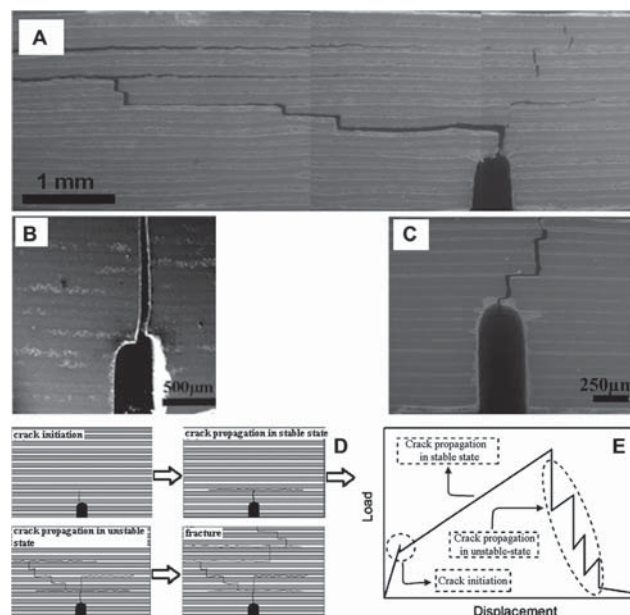 A
1 mm
B
500μm
C
250μm
crack initiation
crack propagation in stable state
D
crack propagation in unstable
state
fracture
E
Crack propagation
in stable state
Crack propagation
in unstable-state
Crack initiation
Load
Displacement